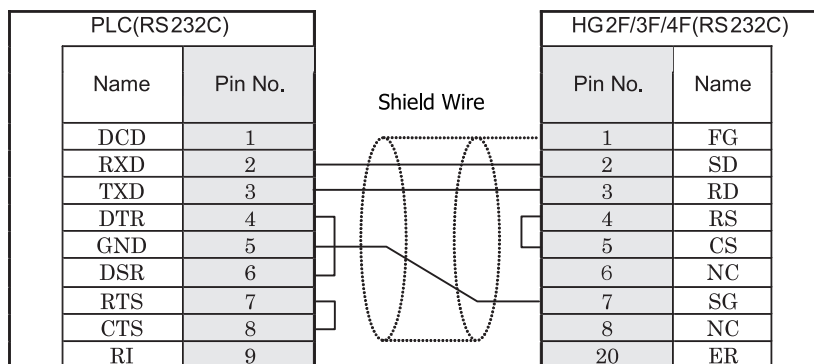 PLC(RS232C) HG2F/3F/4F(RS232C)
Name Pin No. Shield Wire Pin No. Name
DCD 1 1 FG
RXD 2 2 SD
TXD 3 3 RD
DTR 4 4 RS
GND 5 5 CS
DSR 6 6 NC
RTS 7 7 SG
CTS 8 8 NC
RI 9 20 ER